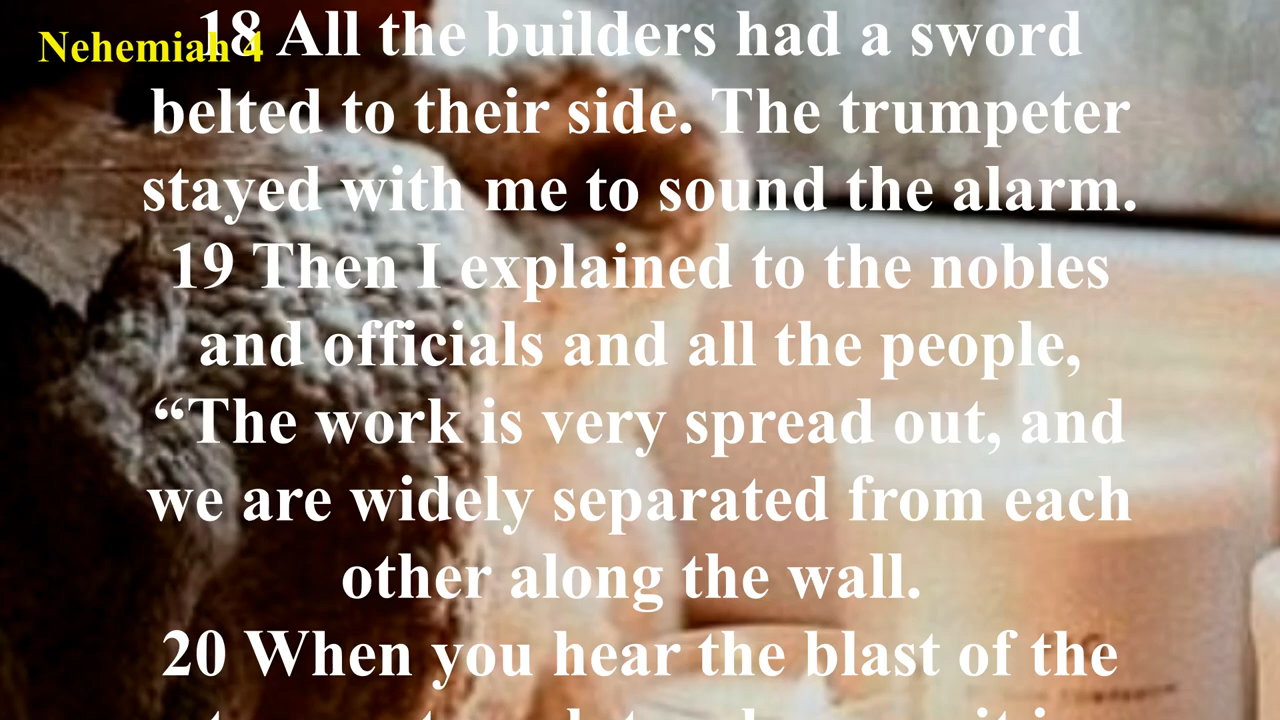 Nehemiah 4
18 All the builders had a sword
belted to their side. The trumpeter
stayed with me to sound the alarm.
19 Then I explained to the nobles
and officials and all the people,
“The work is very spread out, and
we are widely separated from each
other along the wall.
20 When you hear the blast of the